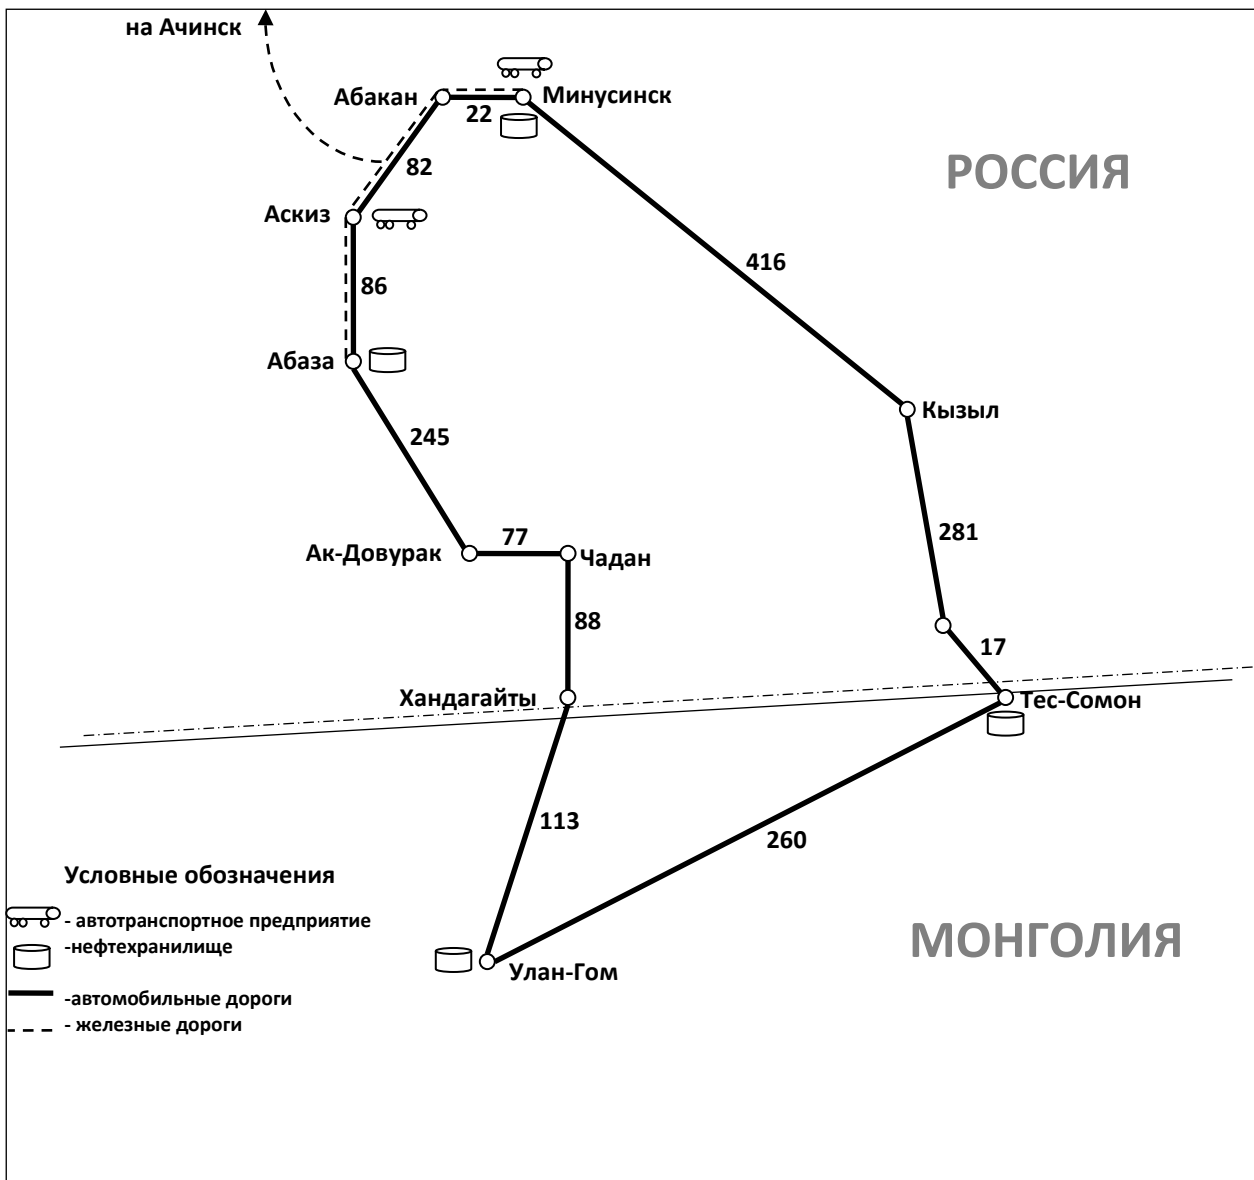 на Ачинск
Абакан
22
Минусинск
82
РОССИЯ
Аскиз
416
86
Абаза
Кызыл
245
77
281
Ак-Довурак
Чадан
88
17
Хандагайты
Тес-Сомон
113
260
Условные обозначения
- автотранспортное предприятие
-нефтехранилище
МОНГОЛИЯ
Улан-Гом
-автомобильные дороги
- железные дороги